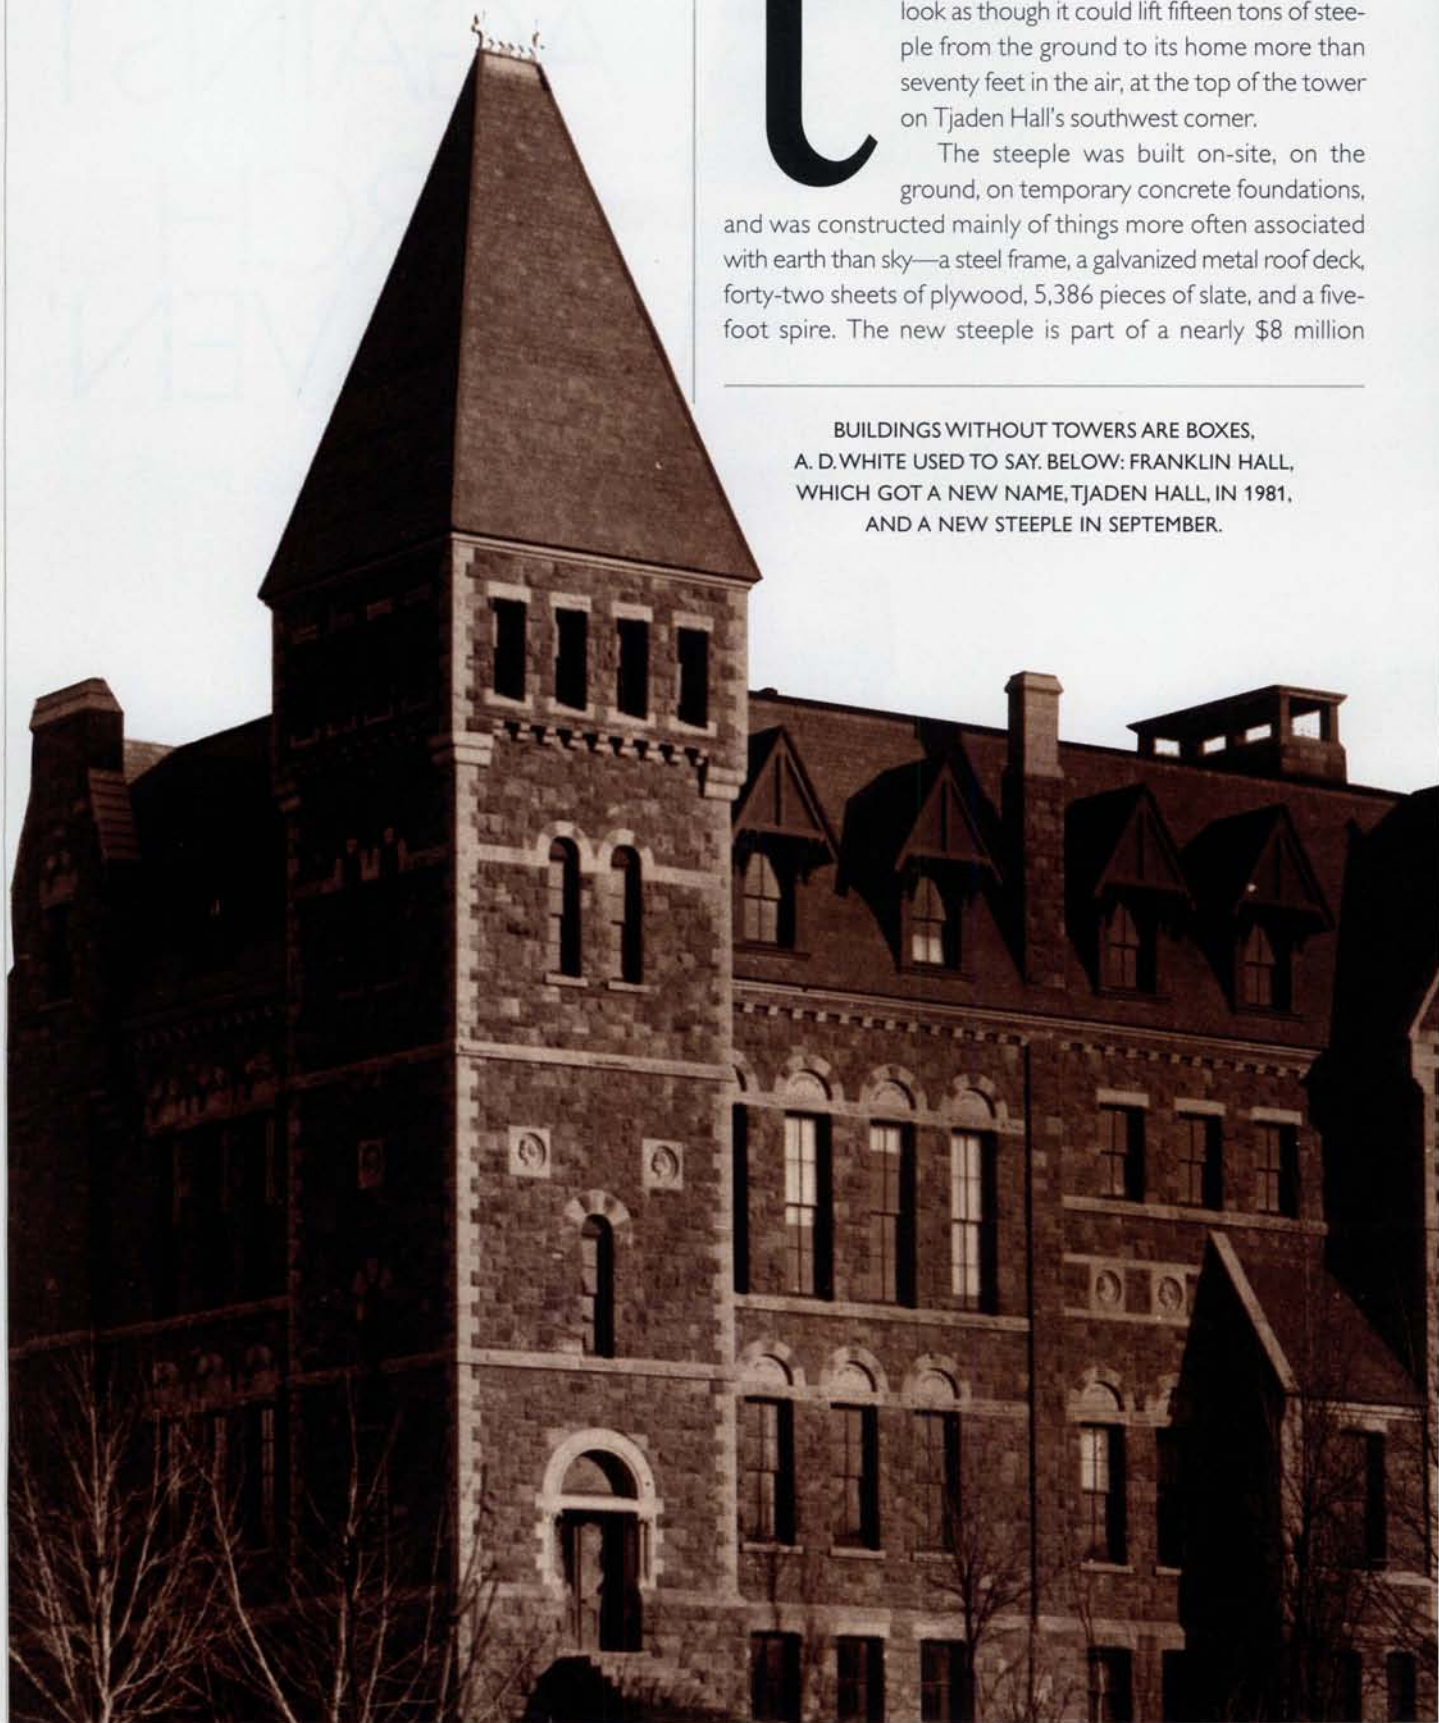 look as though it could lift fifteen tons of stee-
ple from the ground to its home more than
seventy feet in the air, at the top of the tower
on Tjaden Hall's southwest corner.
The steeple was built on-site, on the
ground, on temporary concrete foundations,
and was constructed mainly of things more often associated
with earth than sky—a steel frame, a galvanized metal roof deck,
forty-two sheets of plywood, 5,386 pieces of slate, and a five-
foot spire. The new steeple is part of a nearly $8 million
BUILDINGS WITHOUT TOWERS ARE BOXES,
A. D. WHITE USED TO SAY. BELOW: FRANKLIN HALL,
WHICH GOT A NEW NAME, TJADEN HALL, IN 1981,
AND A NEW STEEPLE IN SEPTEMBER.